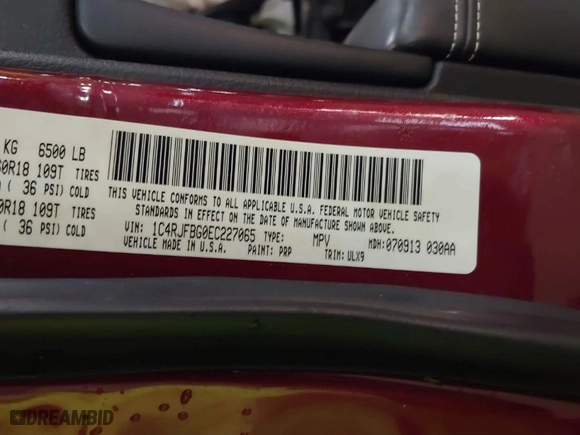 KG 6500 LB
60R18 109T TIRES
( 36 PSI) COLD
0R18 109T TIRES
( 36 PSI) COLD
THIS VEHICLE CONFORMS TO ALL APPLICABLE U.S.A. FEDERAL MOTOR VEHICLE SAFETY
STANDARDS IN EFFECT ON THE DATE OF MANUFACTURE SHOWN ABOVE.
VIN: 1C4RJFBG0EC227065 TYPE: MPV MDH:070913 030AA
MADE IN U.S.A. PAINT: PRP TRIM: ULX9
DREAMBID